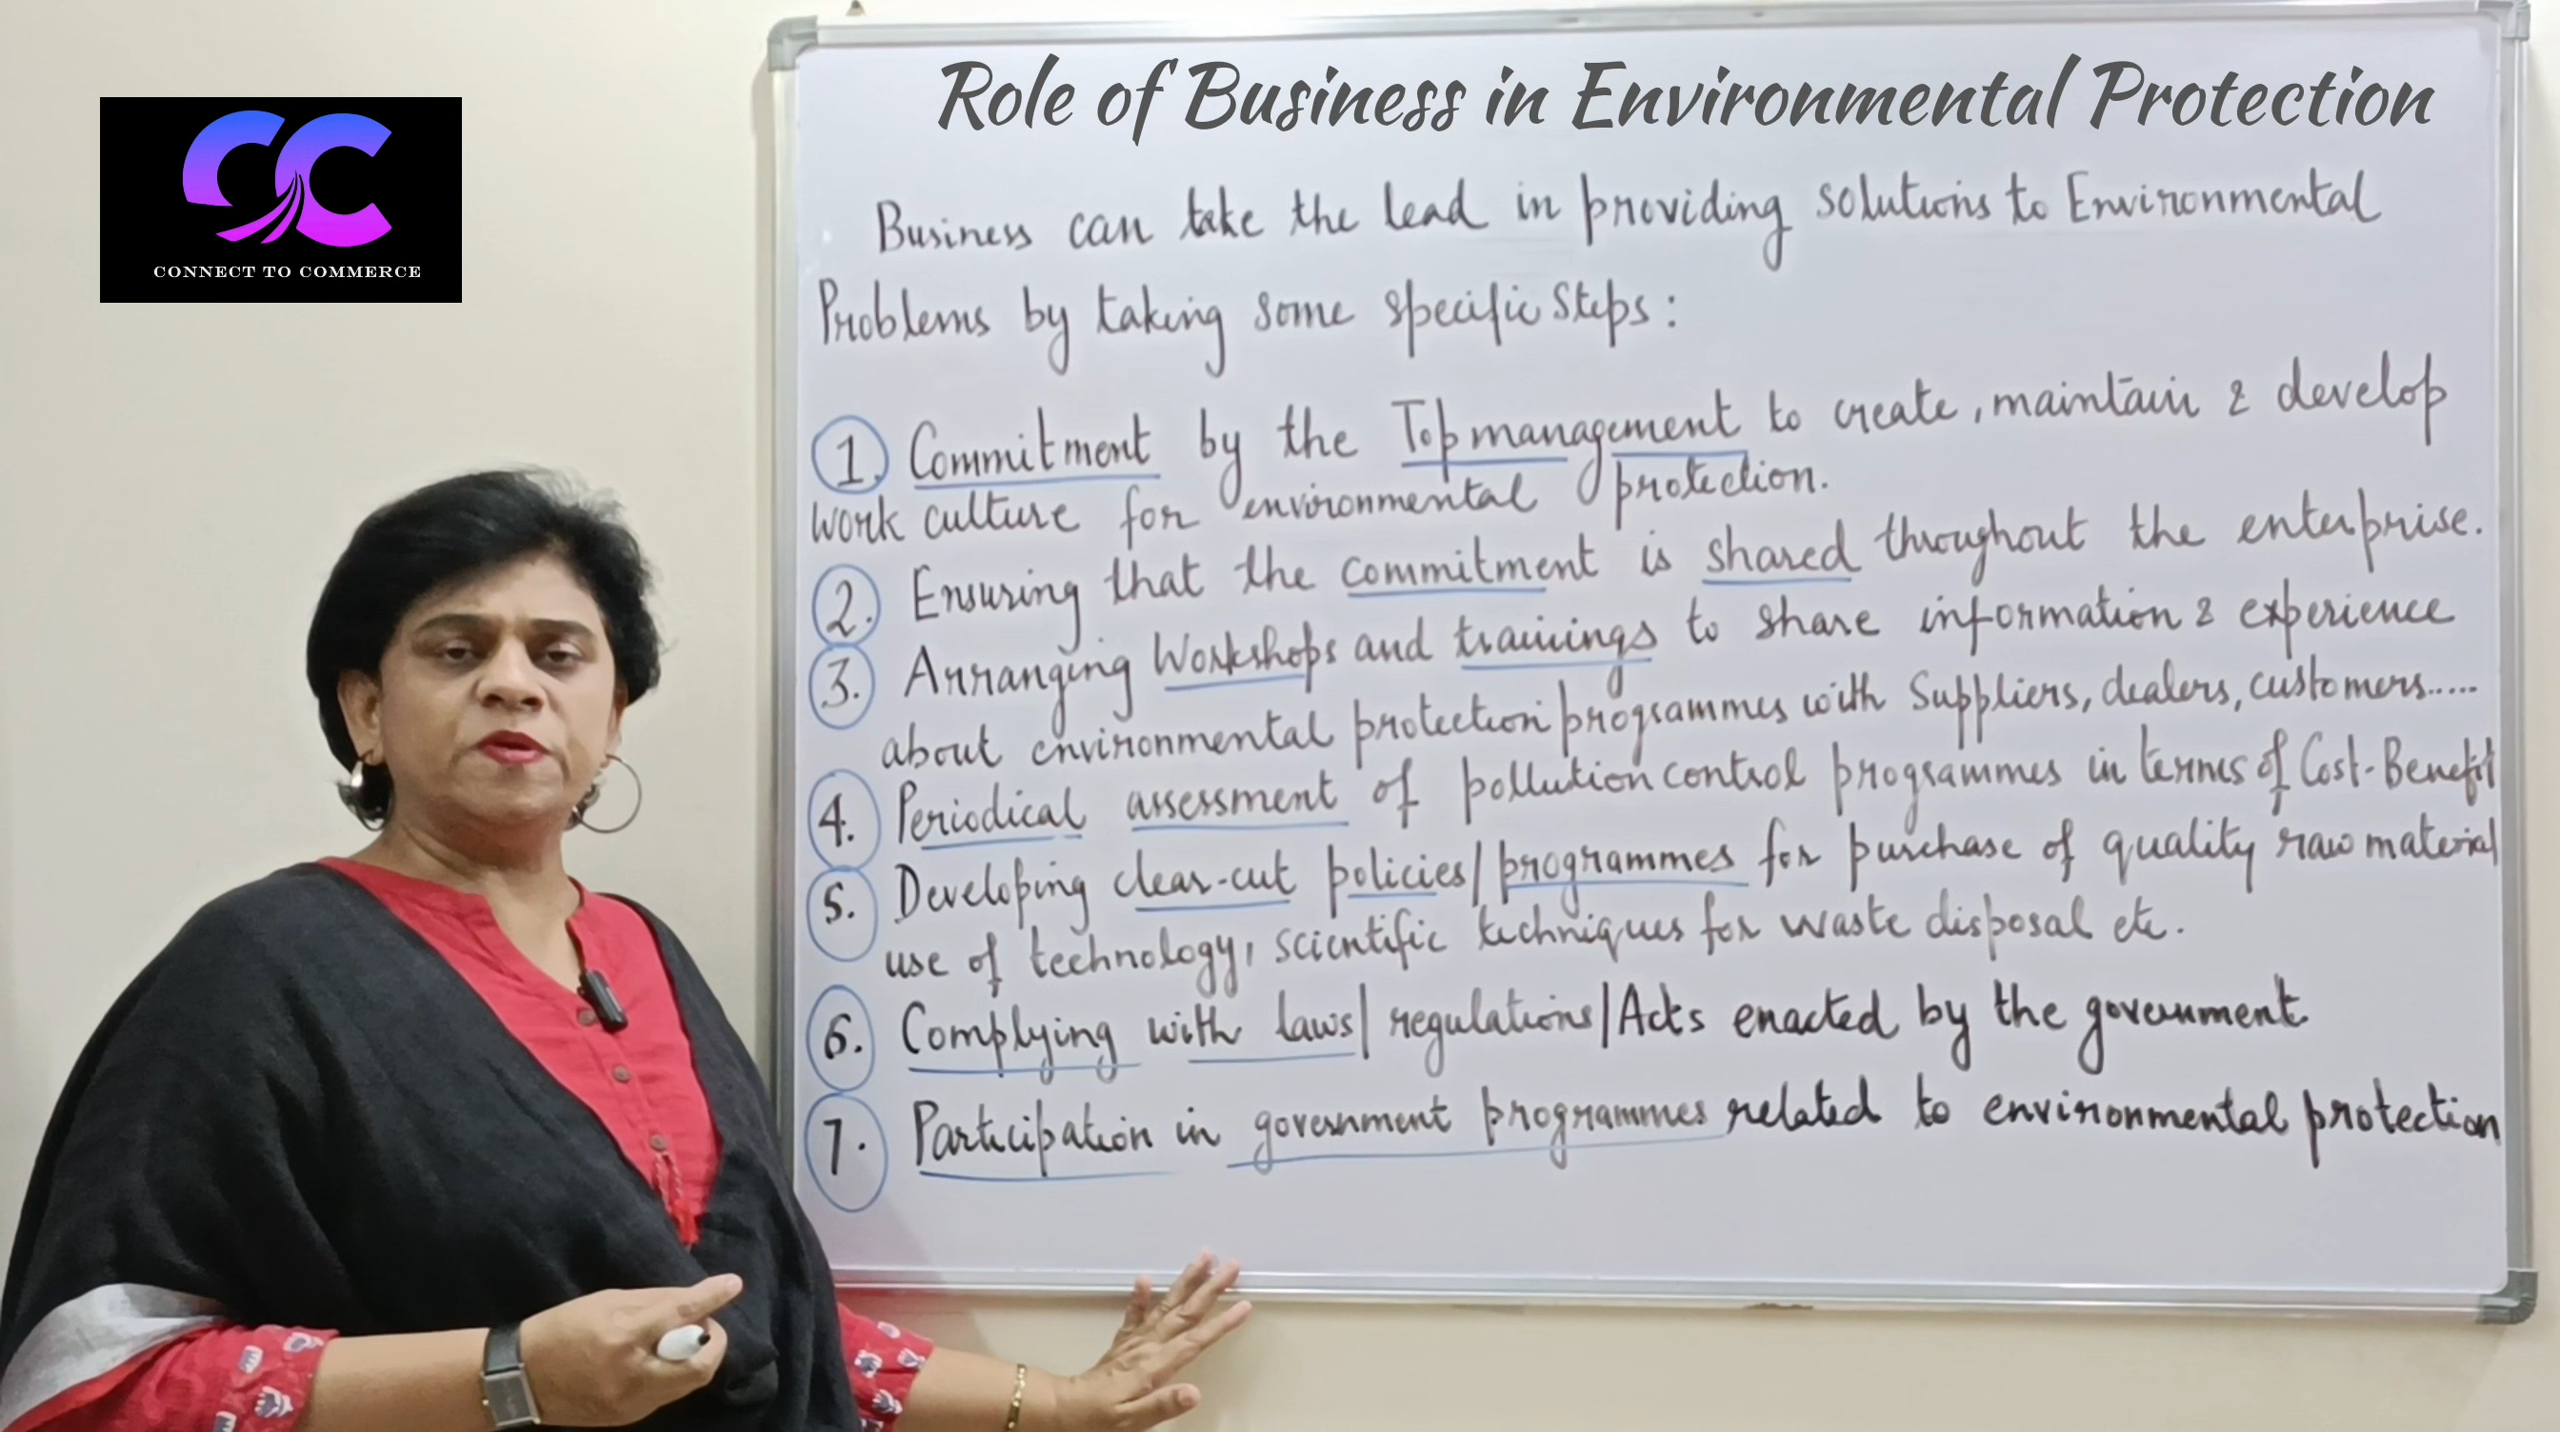 CONNECT TO COMMERCE
Role of Business in Environmental Protection
Business can take the lead in providing solutions to Environmental
Problems by taking some specific steps:
1. Commitment by the Top management to create, maintain & develop
work culture for environmental protection.
2. Ensuring that the commitment is shared throughout the enterprise.
3. Arranging Workshops and trainings to share information & experience
about environmental protection programmes with Suppliers, dealers, customers.....
4. Periodical assessment of pollution control programmes in terms of Cost-Benefit
5. Developing clear-cut policies/programmes for purchase of quality raw material
use of technology, scientific techniques for waste disposal etc.
6. Complying with laws/regulations/Acts enacted by the government
7. Participation in government programmes related to environmental protection